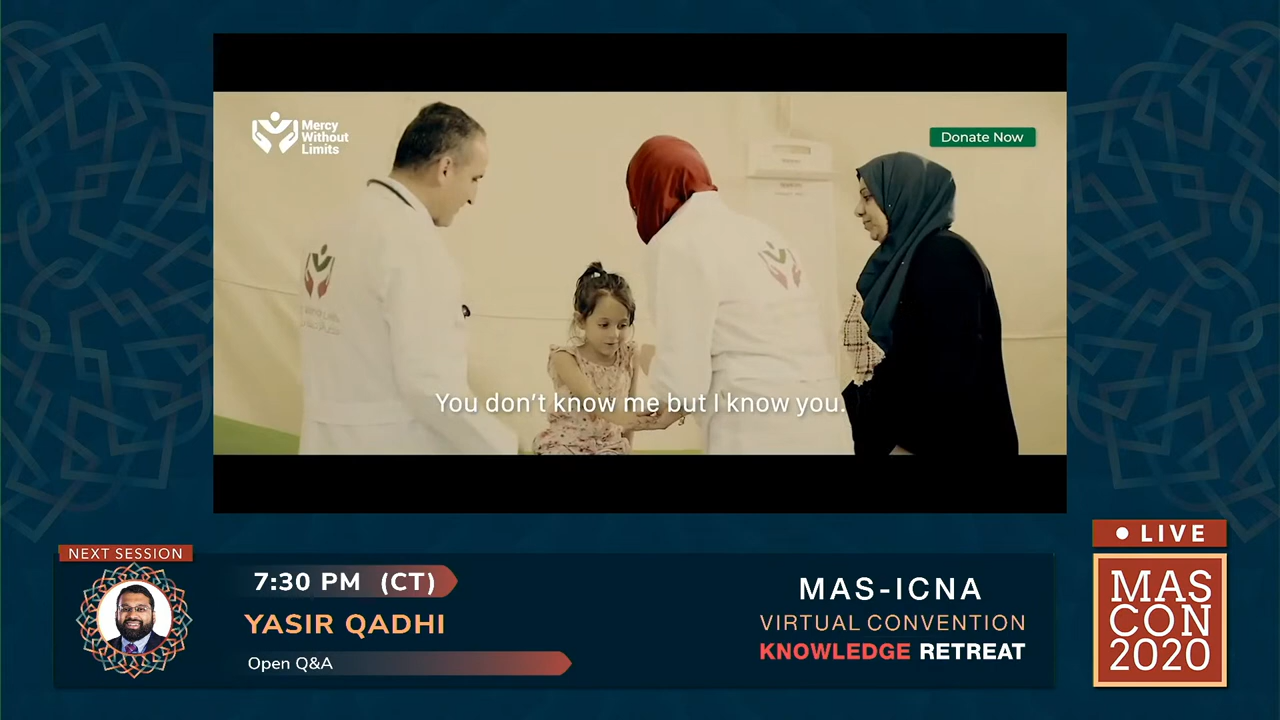 Mercy
Without
Limits
Donate Now
You don't know me but I know you.
NEXT SESSION
7:30 PM (CT)
YASIR QADHI
Open Q&A
MAS-ICNA
VIRTUAL CONVENTION
KNOWLEDGE RETREAT
LIVE
MAS
CON
2020